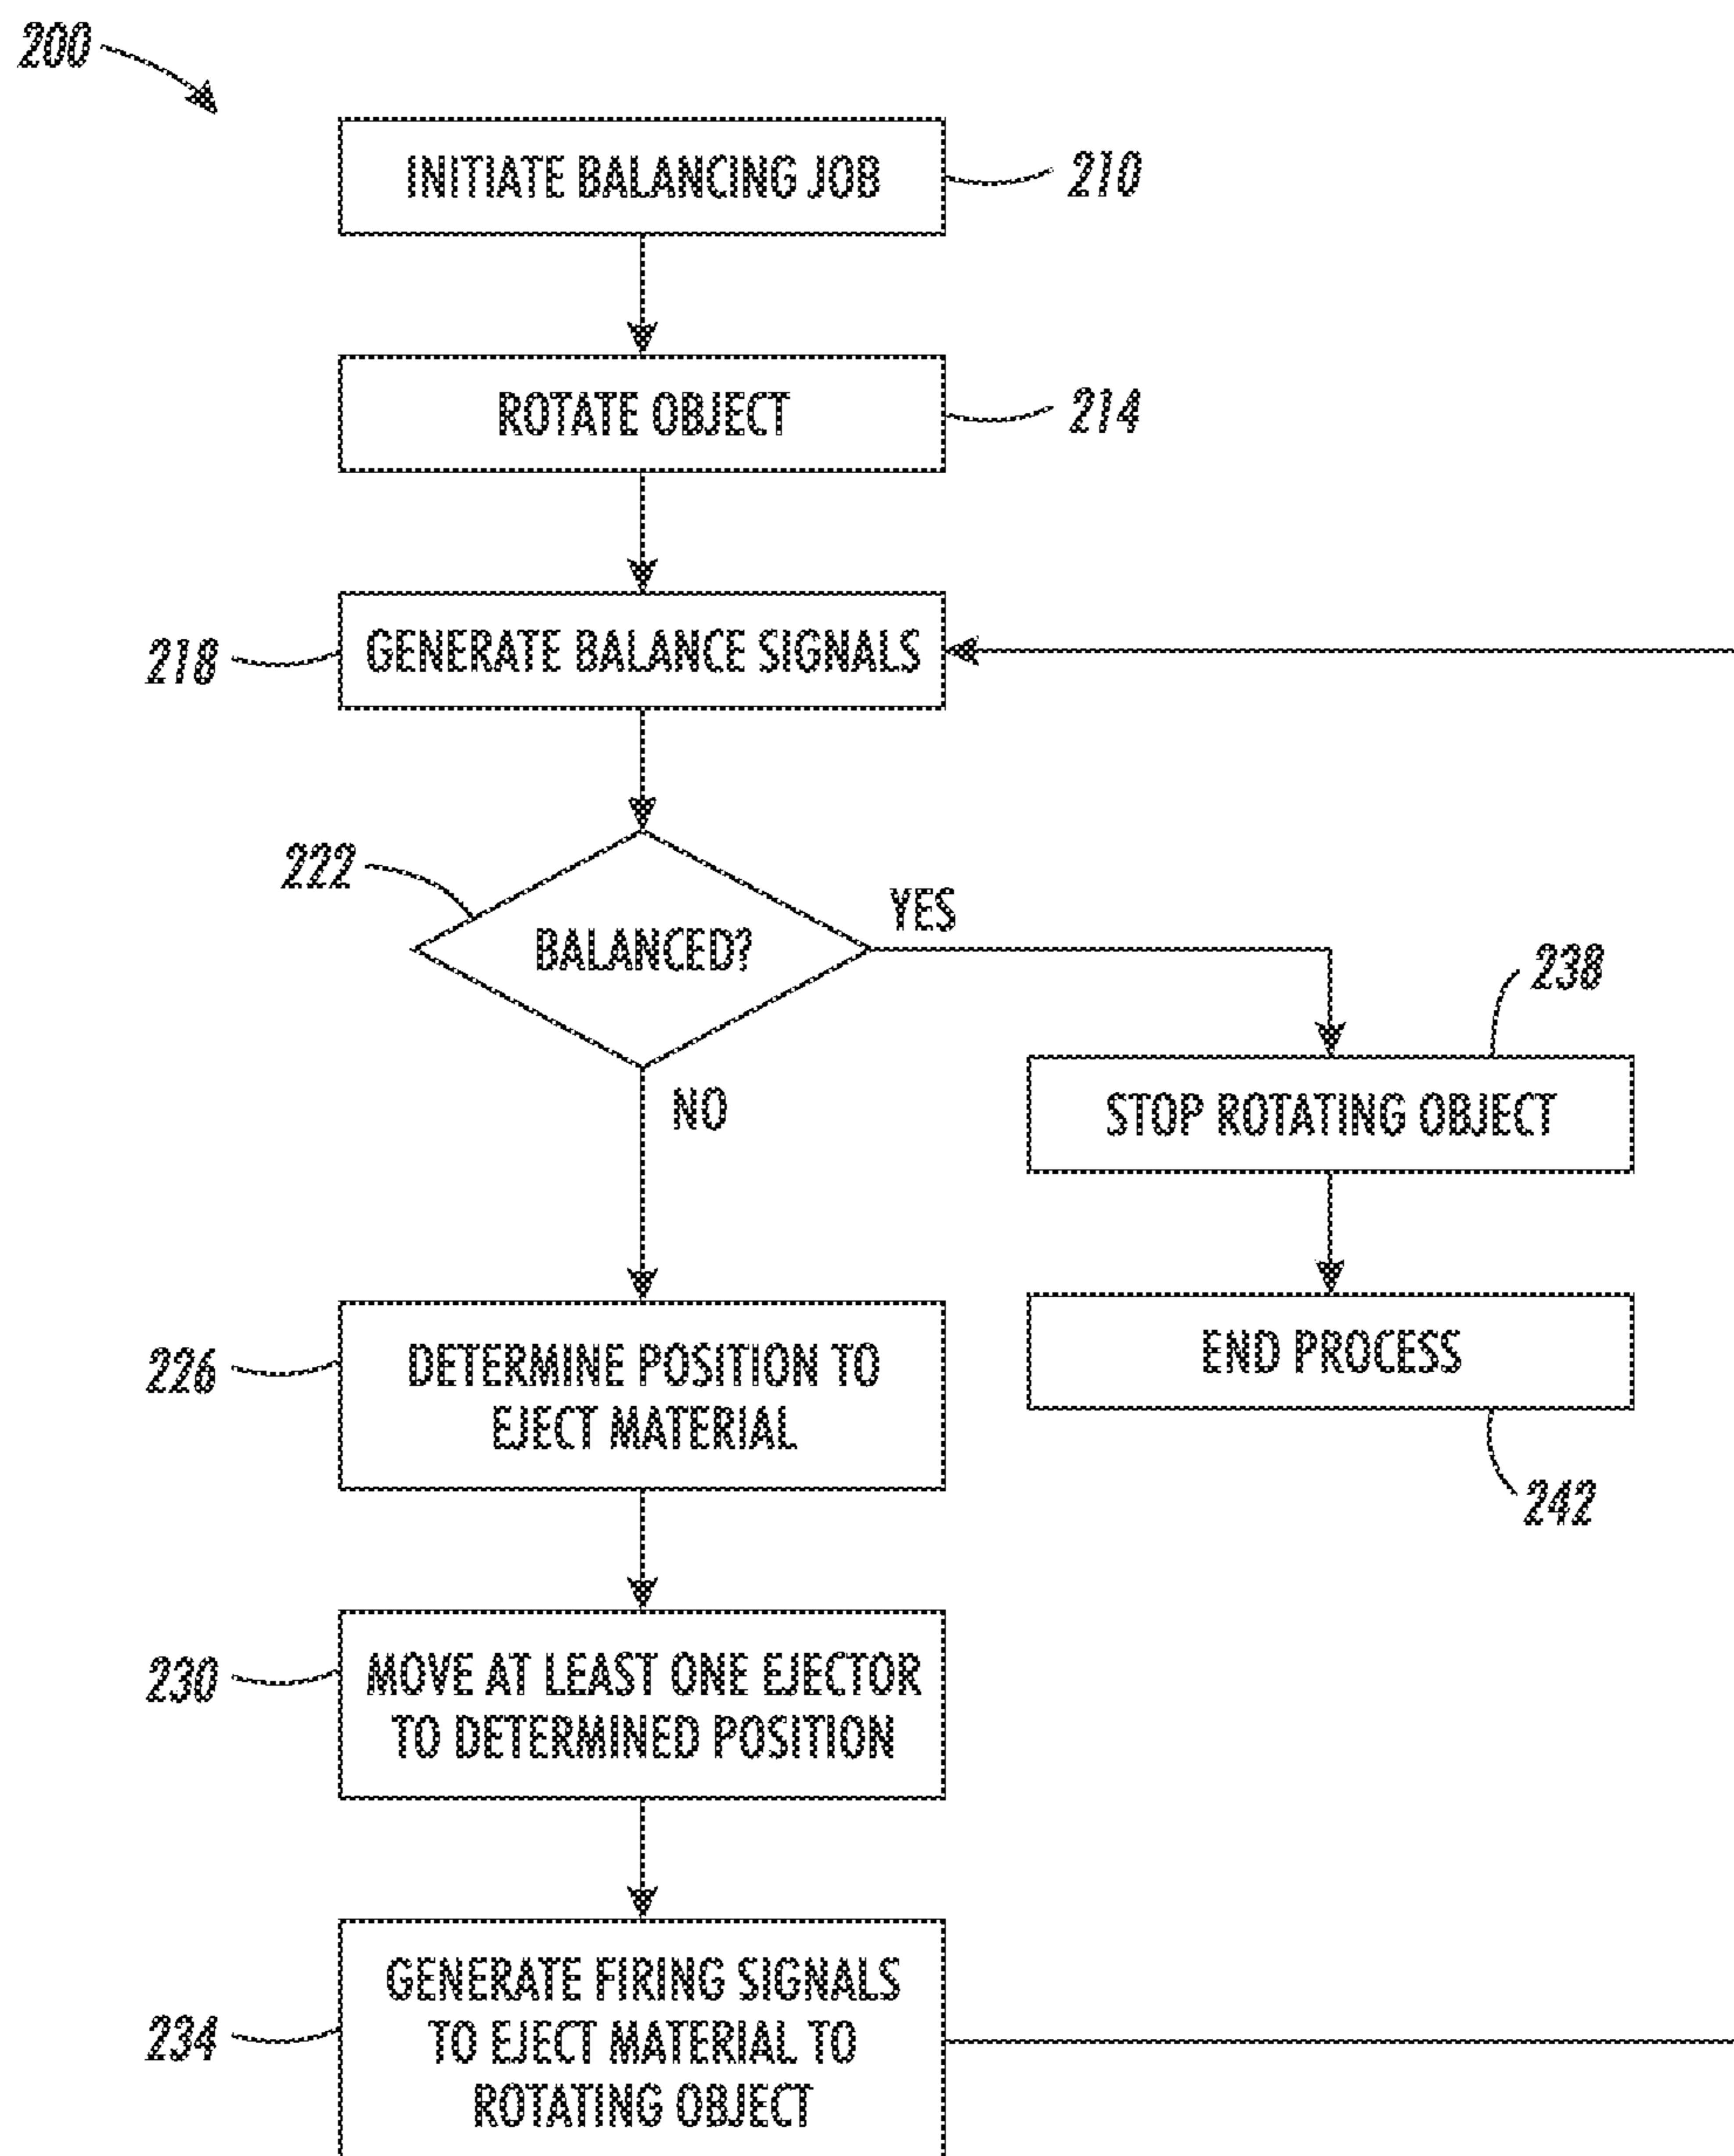 200
INITIATE BALANCING JOB
210
ROTATE OBJECT
214
218
GENERATE BALANCE SIGNALS
222
BALANCED?
YES
NO
238
STOP ROTATING OBJECT
END PROCESS
242
226
DETERMINE POSITION TO
EJECT MATERIAL
230
MOVE AT LEAST ONE EJECTOR
TO DETERMINED POSITION
234
GENERATE FIRING SIGNALS
TO EJECT MATERIAL TO
ROTATING OBJECT